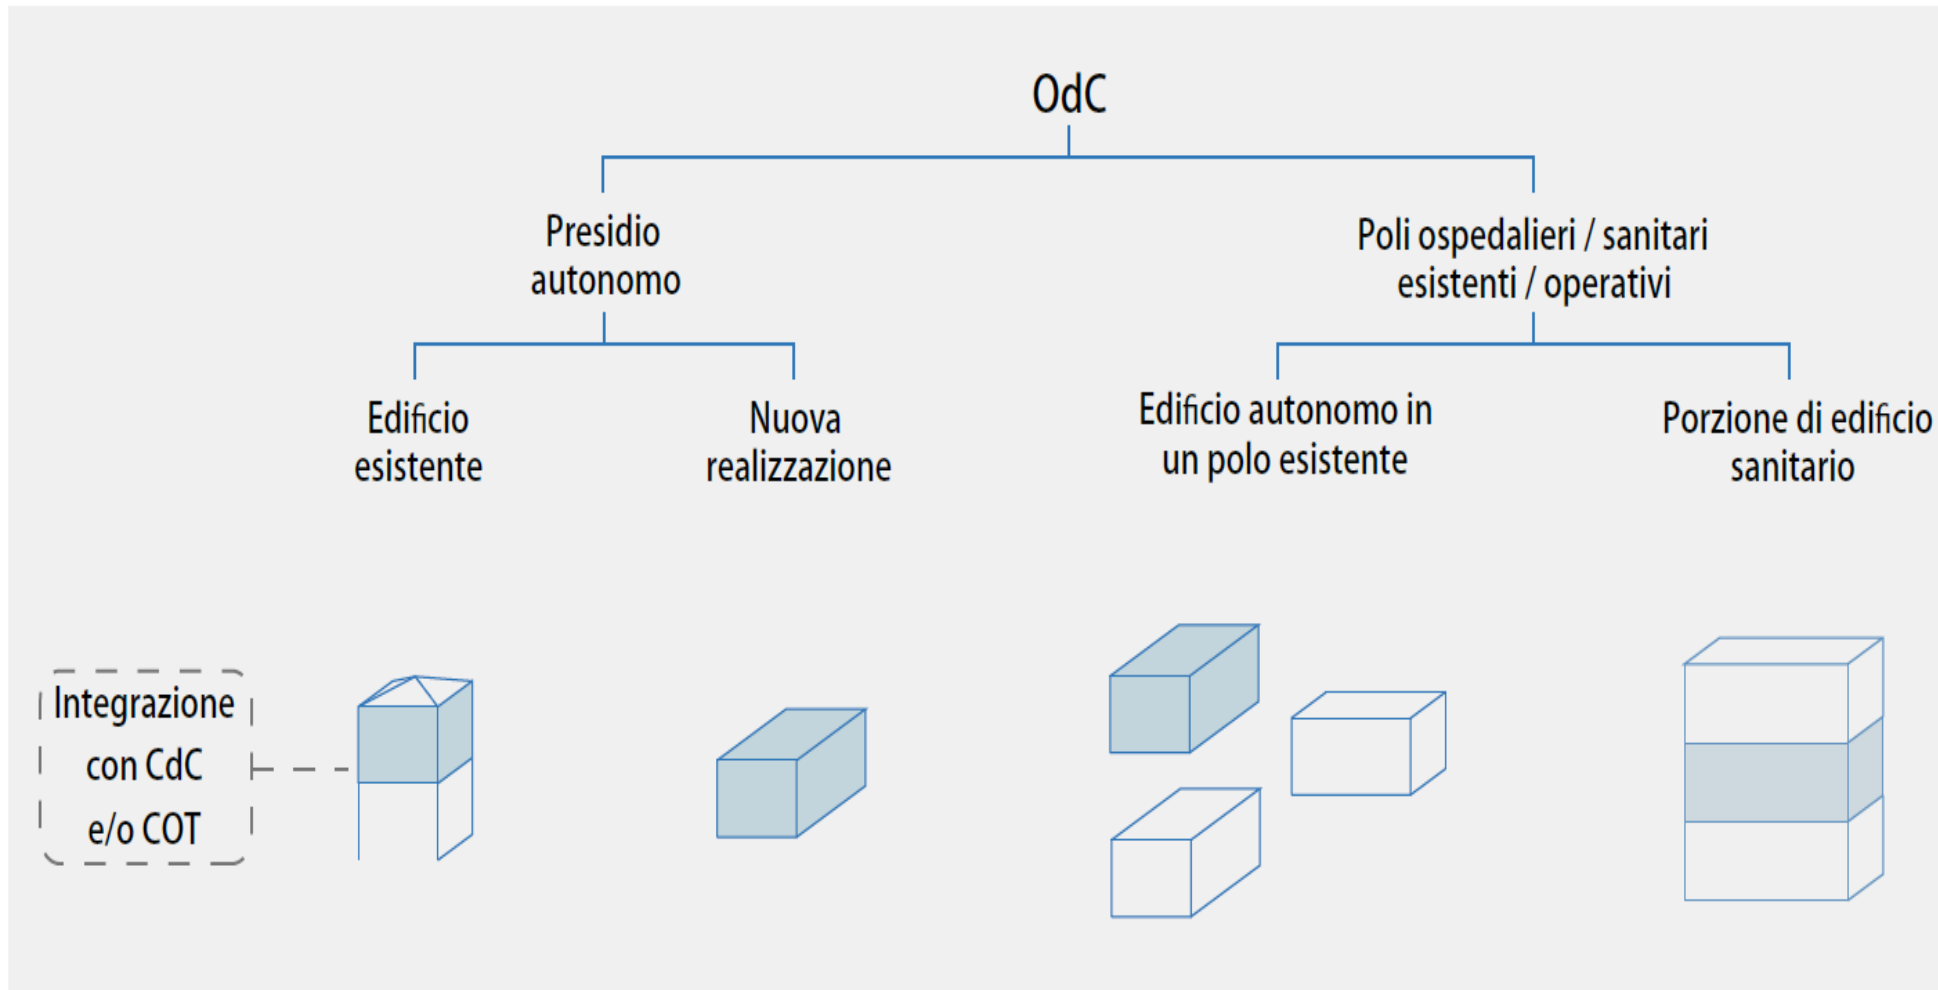 OdC
Presidio
autonomo
Poli ospedalieri / sanitari
esistenti / operativi
Edificio
esistente
Nuova
realizzazione
Edificio autonomo in
un polo esistente
Porzione di edificio
sanitario
Integrazione
con CdC
e/o COT